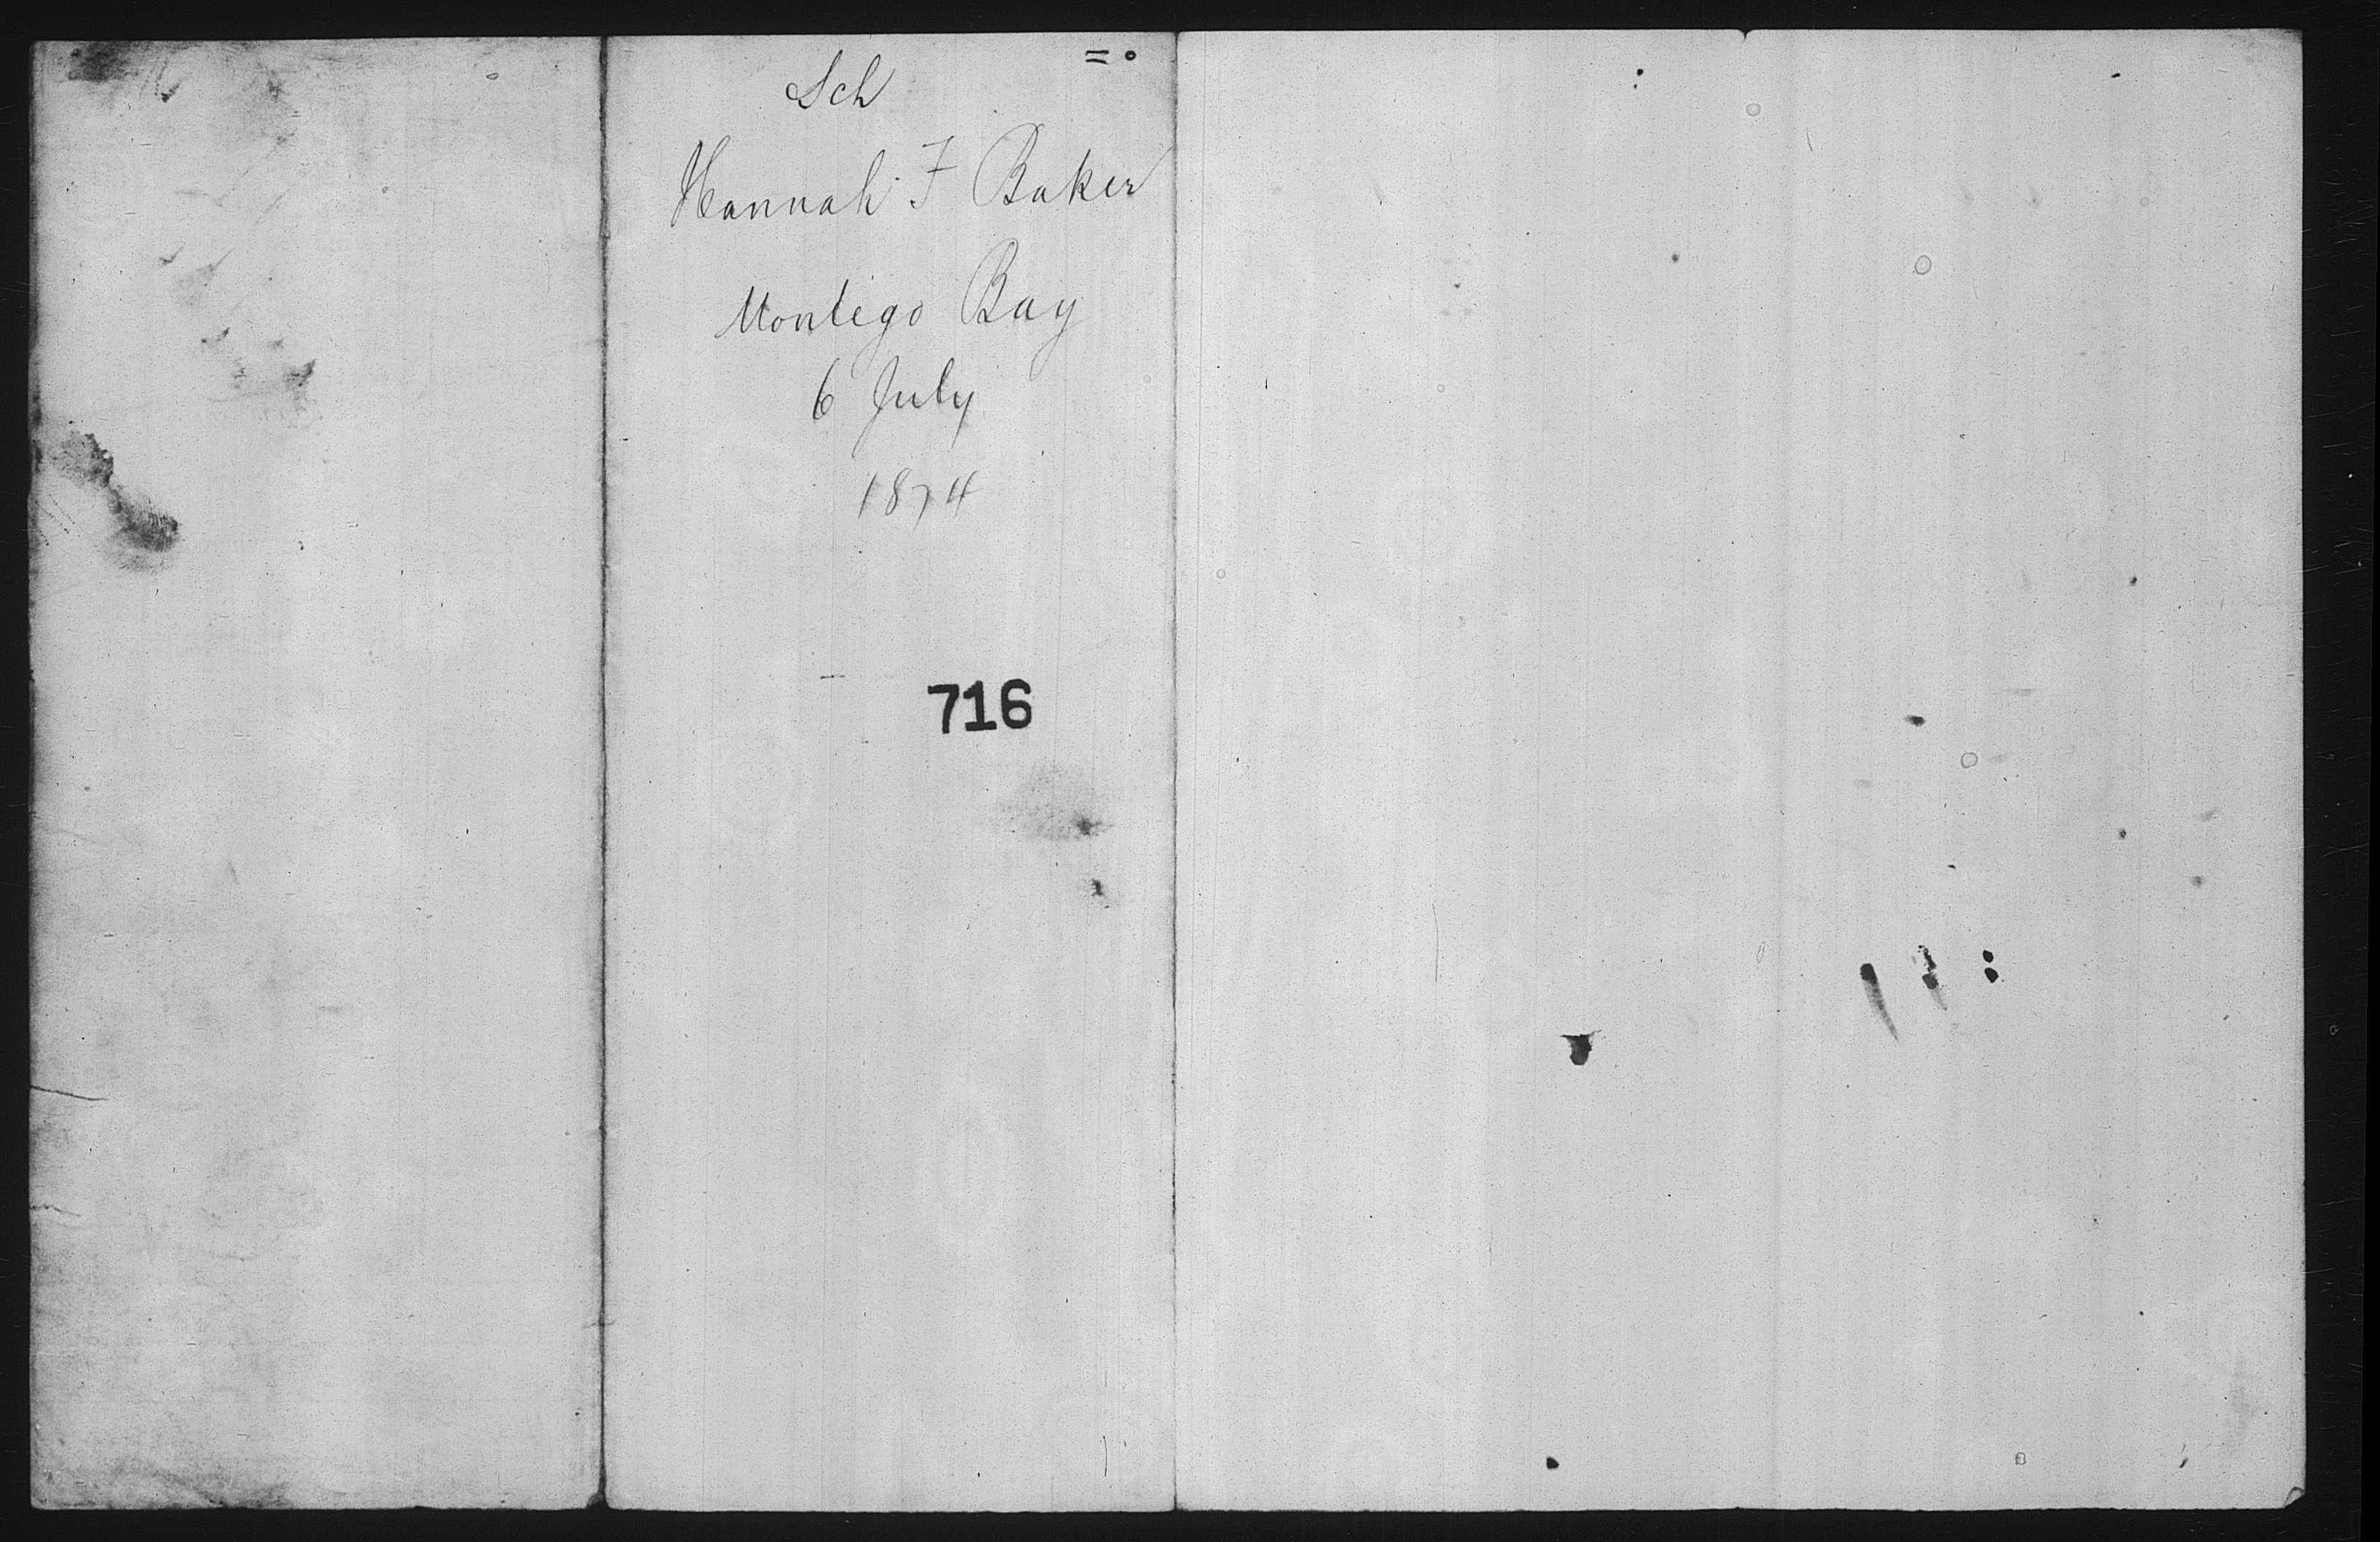 Sch
Hannah F Baker
Montego Bay
6 July
1874
716